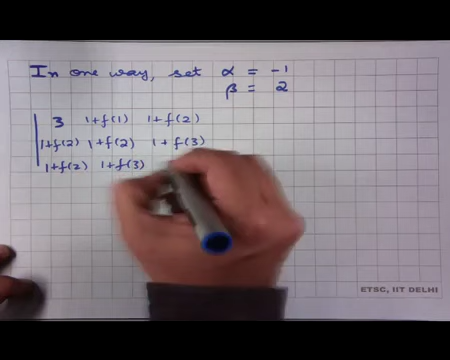 In one way, set α = -1
β = 2
| 3 1+f(1) 1+f(2)
1+f(2) 1+f(2) 1+f(3)
1+f(2) 1+f(3)
ETSC, IIT DELHI